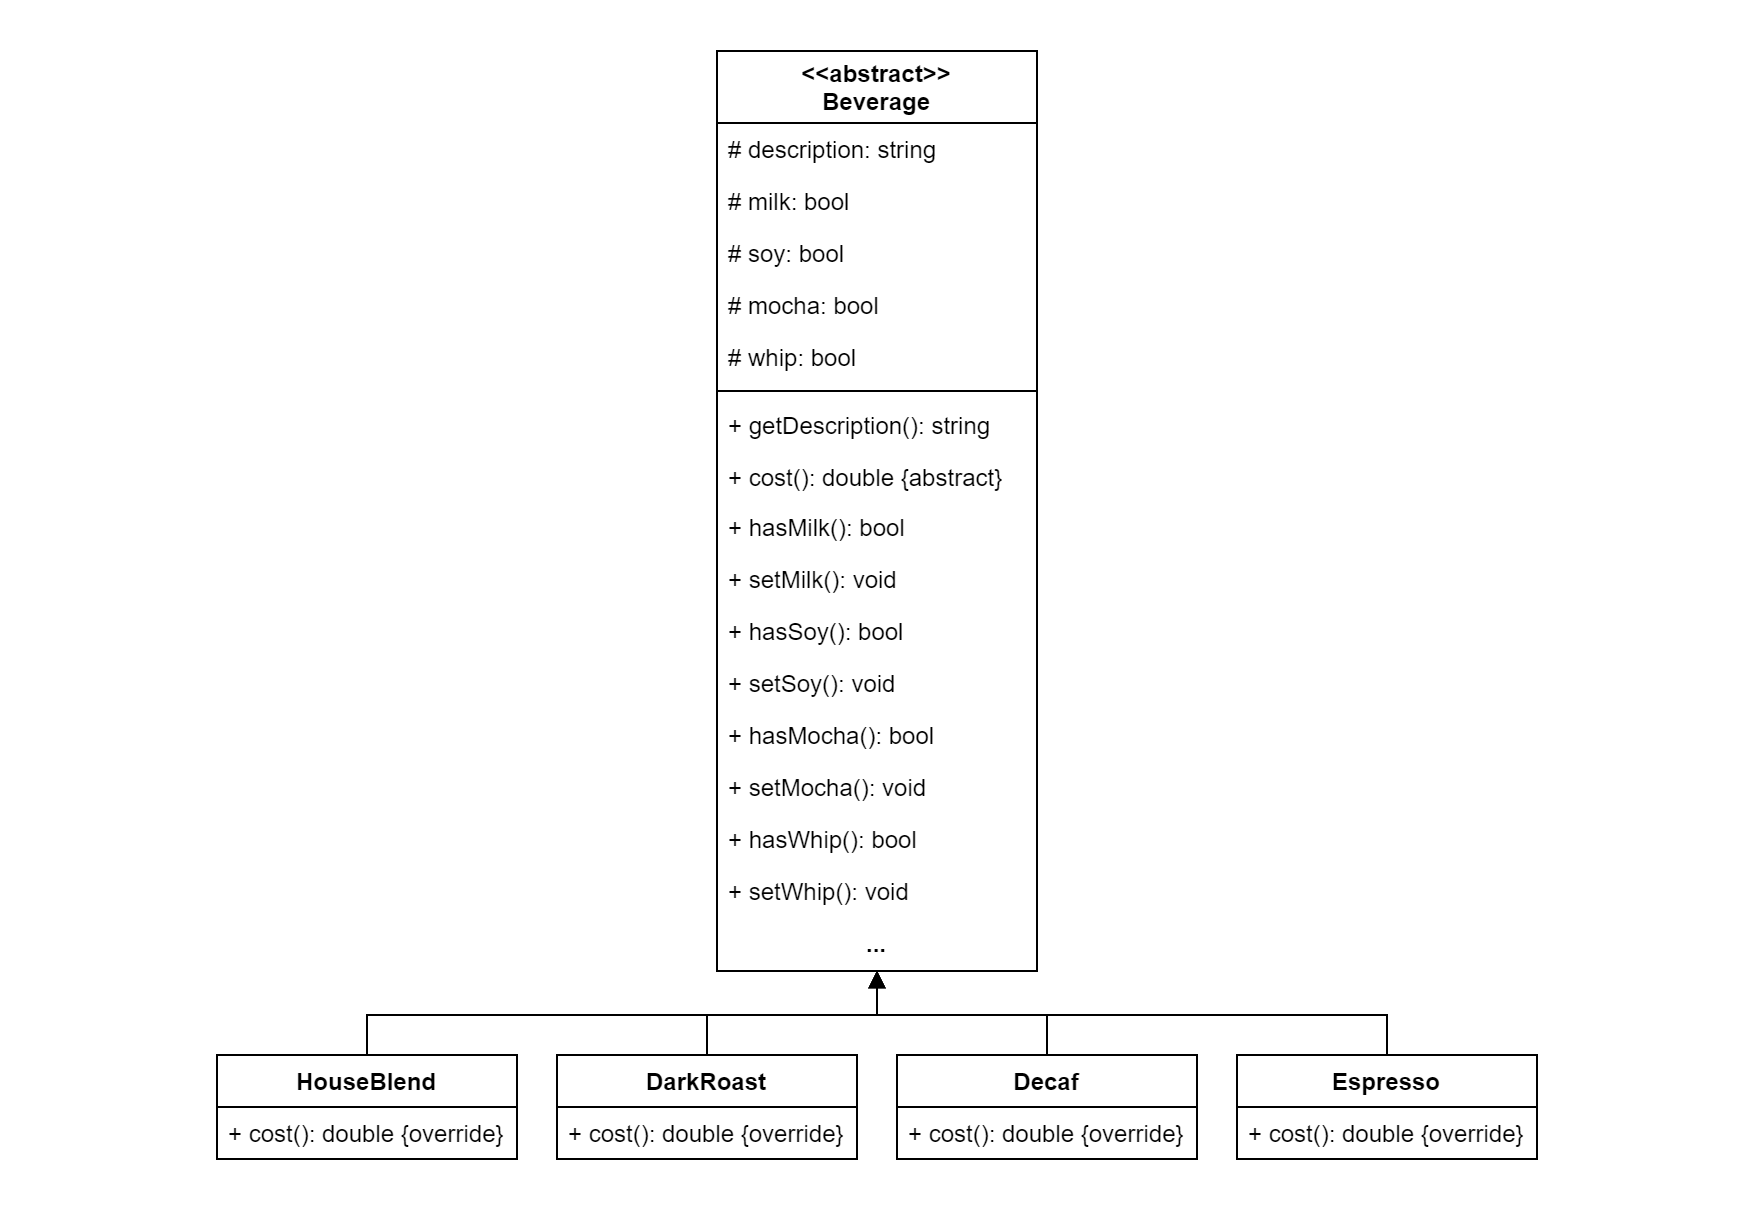 <<abstract>>
Beverage
# description: string
# milk: bool
# soy: bool
# mocha: bool
# whip: bool
+ getDescription(): string
+ cost(): double {abstract}
+ hasMilk(): bool
+ setMilk(): void
+ hasSoy(): bool
+ setSoy(): void
+ hasMocha(): bool
+ setMocha(): void
+ hasWhip(): bool
+ setWhip(): void
...
HouseBlend
+ cost(): double {override}
DarkRoast
+ cost(): double {override}
Decaf
+ cost(): double {override}
Espresso
+ cost(): double {override}